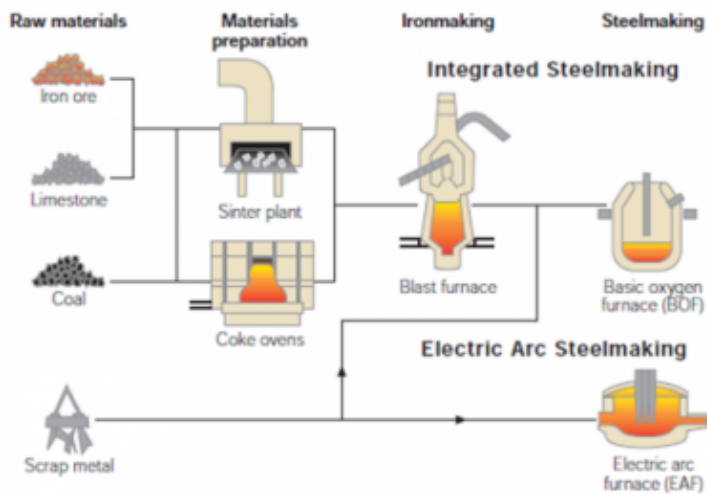 Raw materials
Materials
preparation
Ironmaking
Steelmaking
Integrated Steelmaking
Iron ore
Limestone
Sinter plant
Coal
Coke ovens
Blast furnace
Basic oxygen
furnace (BOF)
Electric Arc Steelmaking
Scrap metal
Electric arc
furnace (EAF)